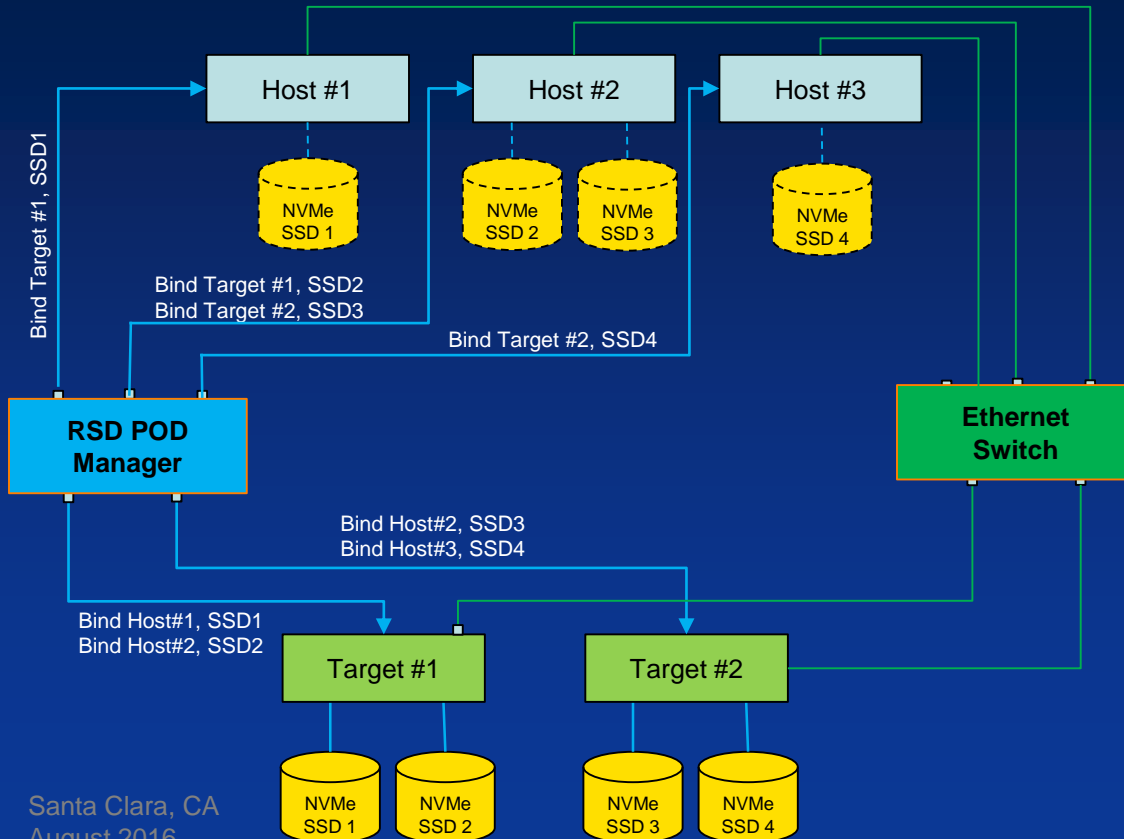 Host #1
Host #2
Host #3
Bind Target #1, SSD1
NVMe
SSD 1
NVMe
SSD 2
NVMe
SSD 3
NVMe
SSD 4
Bind Target #1, SSD2
Bind Target #2, SSD3
Bind Target #2, SSD4
RSD POD
Manager
Ethernet
Switch
Bind Host#2, SSD3
Bind Host#3, SSD4
Bind Host#1, SSD1
Bind Host#2, SSD2
Target #1
Target #2
NVMe
SSD 1
NVMe
SSD 2
NVMe
SSD 3
NVMe
SSD 4
Santa Clara, CA
August 2016